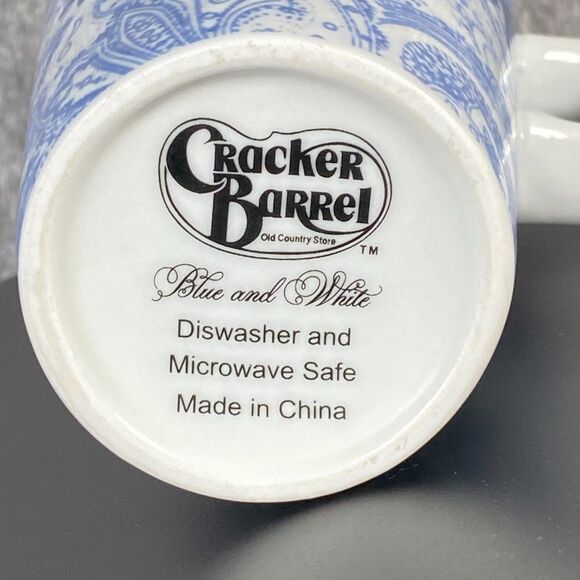 Cracker
Barrel
Old Country Store
TM
Blue and White
Diswasher and
Microwave Safe
Made in China